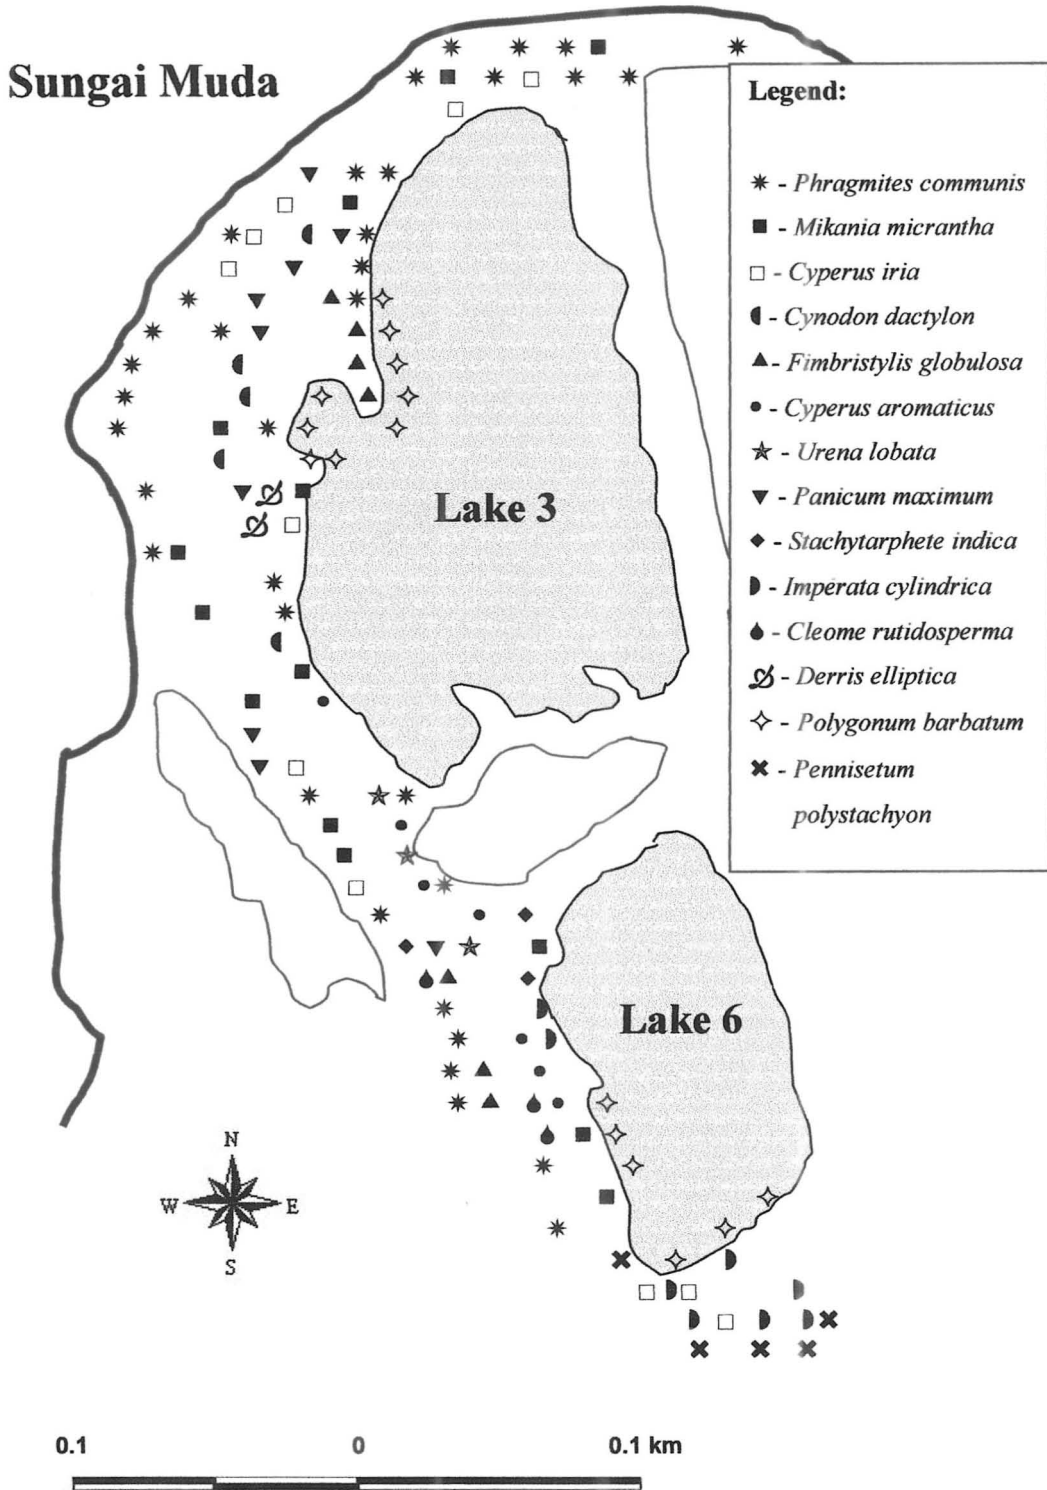 Sungai Muda
Legend:
- Phragmites communis
- Mikania micrantha
- Cyperus iria
- Cynodon dactylon
- Fimbristylis globulosa
- Cyperus aromaticus
- Urena lobata
- Panicum maximum
- Stachytarphete indica
- Imperata cylindrica
- Cleome rutidosperma
- Derris elliptica
- Polygonum barbatum
- Pennisetum
polystachyon
Lake 3
Lake 6
N
W E
S
0.1 0 0.1 km